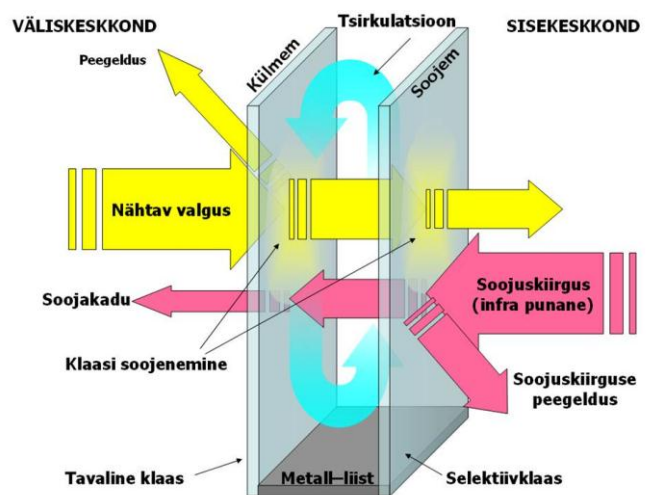 VÄLISKESKKOND
Tsirkulatsioon
SISEKESKKOND
Peegeldus
Külmem
Soojem
Nähtav valgus
Soojakadu
Soojuskiirgus
(infra punane)
Klaasi soojenemine
Soojuskiirguse
peegeldus
Tavaline klaas
Metall-liist
Selektiivklaas